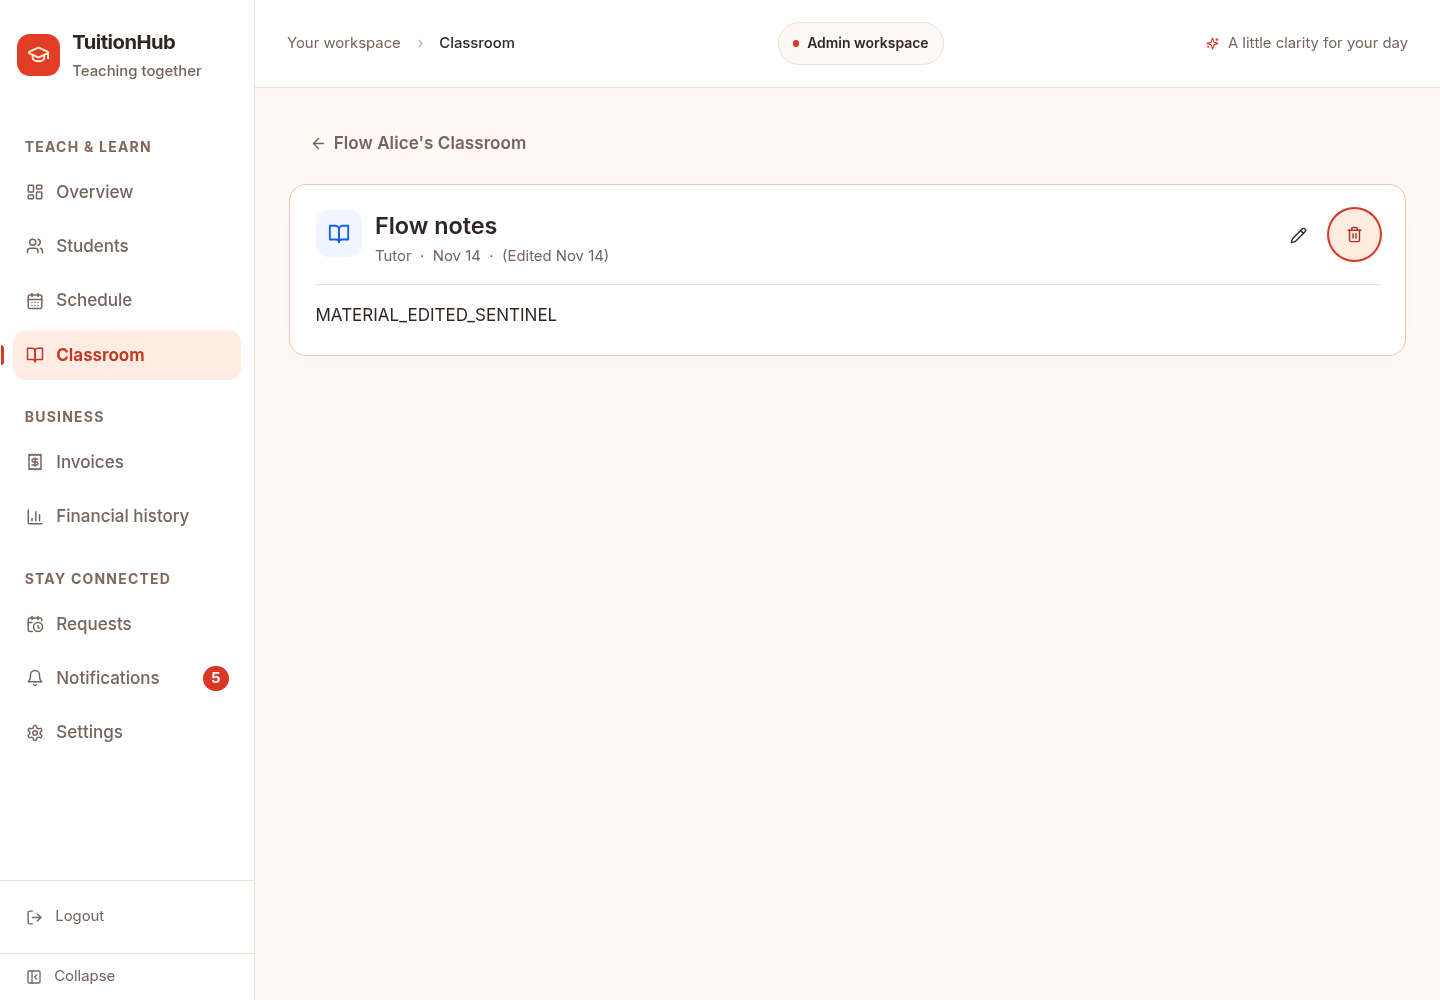 TuitionHub
Teaching together
TEACH & LEARN
Overview
Students
Schedule
Classroom
BUSINESS
Invoices
Financial history
STAY CONNECTED
Requests
Notifications 5
Settings
Logout
Collapse
Your workspace > Classroom
Admin workspace
A little clarity for your day
Flow Alice's Classroom
Flow notes
Tutor · Nov 14 · (Edited Nov 14)
MATERIAL_EDITED_SENTINEL